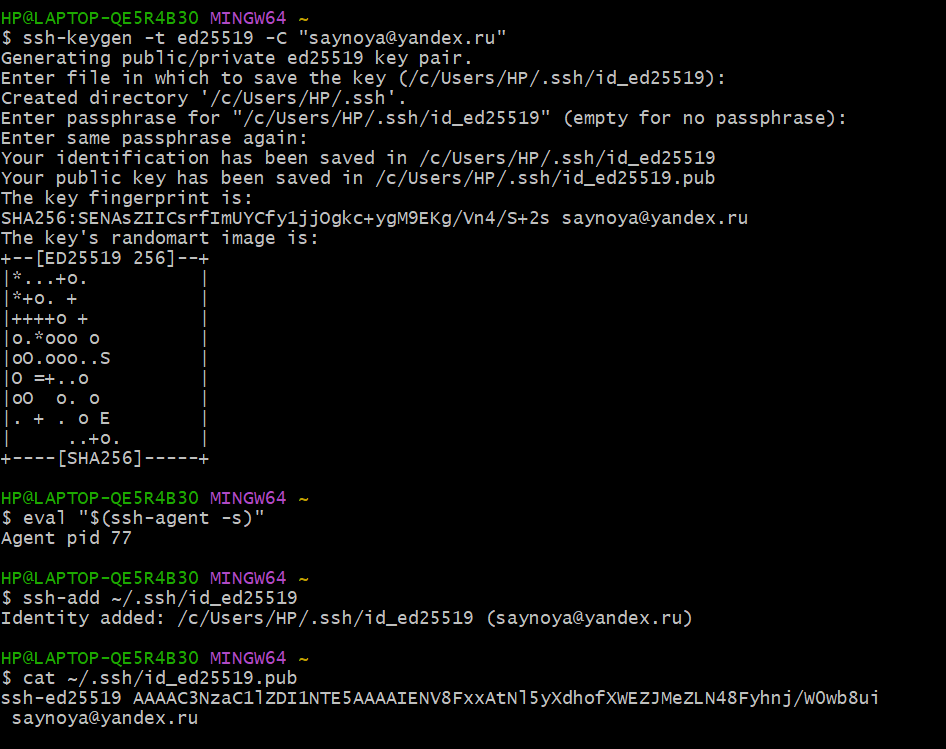 HP@LAPTOP-QE5R4B30 MINGW64 ~
$ ssh-keygen -t ed25519 -C "saynoya@yandex.ru"
Generating public/private ed25519 key pair.
Enter file in which to save the key (/c/Users/HP/.ssh/id_ed25519):
Created directory '/c/Users/HP/.ssh'.
Enter passphrase for "/c/Users/HP/.ssh/id_ed25519" (empty for no passphrase):
Enter same passphrase again:
Your identification has been saved in /c/Users/HP/.ssh/id_ed25519
Your public key has been saved in /c/Users/HP/.ssh/id_ed25519.pub
The key fingerprint is:
SHA256:SENAsZIICsrfImUYCfy1jjOgkc+ygM9EKg/Vn4/S+2s saynoya@yandex.ru
The key's randomart image is:
+--[ED25519 256]--+
|*...+o.          |
|*+o. +           |
|++++o +          |
|o.*ooo o         |
|oO.ooo..S        |
|O =+..o          |
|oO  o. o         |
|. + . o E        |
|     ..+o.       |
+----[SHA256]-----+
HP@LAPTOP-QE5R4B30 MINGW64 ~
$ eval "$(ssh-agent -s)"
Agent pid 77
HP@LAPTOP-QE5R4B30 MINGW64 ~
$ ssh-add ~/.ssh/id_ed25519
Identity added: /c/Users/HP/.ssh/id_ed25519 (saynoya@yandex.ru)
HP@LAPTOP-QE5R4B30 MINGW64 ~
$ cat ~/.ssh/id_ed25519.pub
ssh-ed25519 AAAAC3NzaC1lZDI1NTE5AAAAIENV8FxxAtNl5yXdhofXWEZJMeZLN48Fyhnj/W0wb8ui
 saynoya@yandex.ru